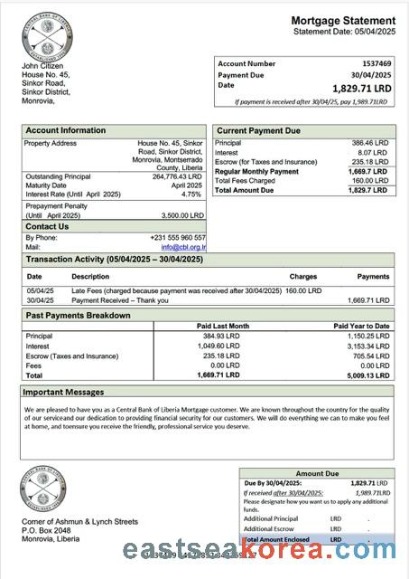 CENTRAL BANK OF LIBERIA
Mortgage Statement
Statement Date: 05/04/2025
John Citizen
House No. 45,
Sinkor Road,
Sinkor District,
Monrovia,
Account Number 1537469
Payment Due 30/04/2025
Date 1,829.71 LRD
If payment is received after 30/04/25, pay 1,989.71LRD
Account Information
Property Address House No. 45, Sinkor
Road, Sinkor District,
Monrovia, Montserrado
County, Liberia
Outstanding Principal 264,776.43 LRD
Maturity Date April 2025
Interest Rate (Until April 2025) 4.75%
Prepayment Penalty
(Until April 2025) 3,500.00 LRD
Contact Us
By Phone: +231 555 960 557
Mail: info@cbl.org.lr
Current Payment Due
Principal 386.46 LRD
Interest 8.07 LRD
Escrow (for Taxes and Insurance) 235.18 LRD
Regular Monthly Payment 1,669.7 LRD
Total Fees Charged 160.00 LRD
Total Amount Due 1,829.7 LRD
Transaction Activity (05/04/2025 – 30/04/2025)
Date Description Charges Payments
05/04/25 Late Fees (charged because payment was received after 30/04/2025) 160.00 LRD
30/04/25 Payment Received – Thank you 1,669.71 LRD
Past Payments Breakdown
Paid Last Month Paid Year to Date
Principal 384.93 LRD 1,150.25 LRD
Interest 1,049.60 LRD 3,153.34 LRD
Escrow (Taxes and Insurance) 235.18 LRD 705.54 LRD
Fees 0.00 LRD 0.00 LRD
Total 1,669.71 LRD 5,009.13 LRD
Important Messages
We are pleased to have you as a Central Bank of Liberia Mortgage customer. We are known throughout the country for the quality
of our serviceand our dedication to providing financial security for our customers. We will do everything we can to make you feel
at home, and toensure you receive the friendly, professional service you deserve.
Corner of Ashmun & Lynch Streets
P.O. Box 2048
Monrovia, Liberia
Amount Due
Due By 30/04/2025: 1,829.71 LRD
If received after 30/04/2025: 1,989.71LRD
Please designate how you want us to apply any additional
funds.
Additional Principal LRD .
Additional Escrow LRD .
Total Amount Enclosed LRD .
eastseakorea.com